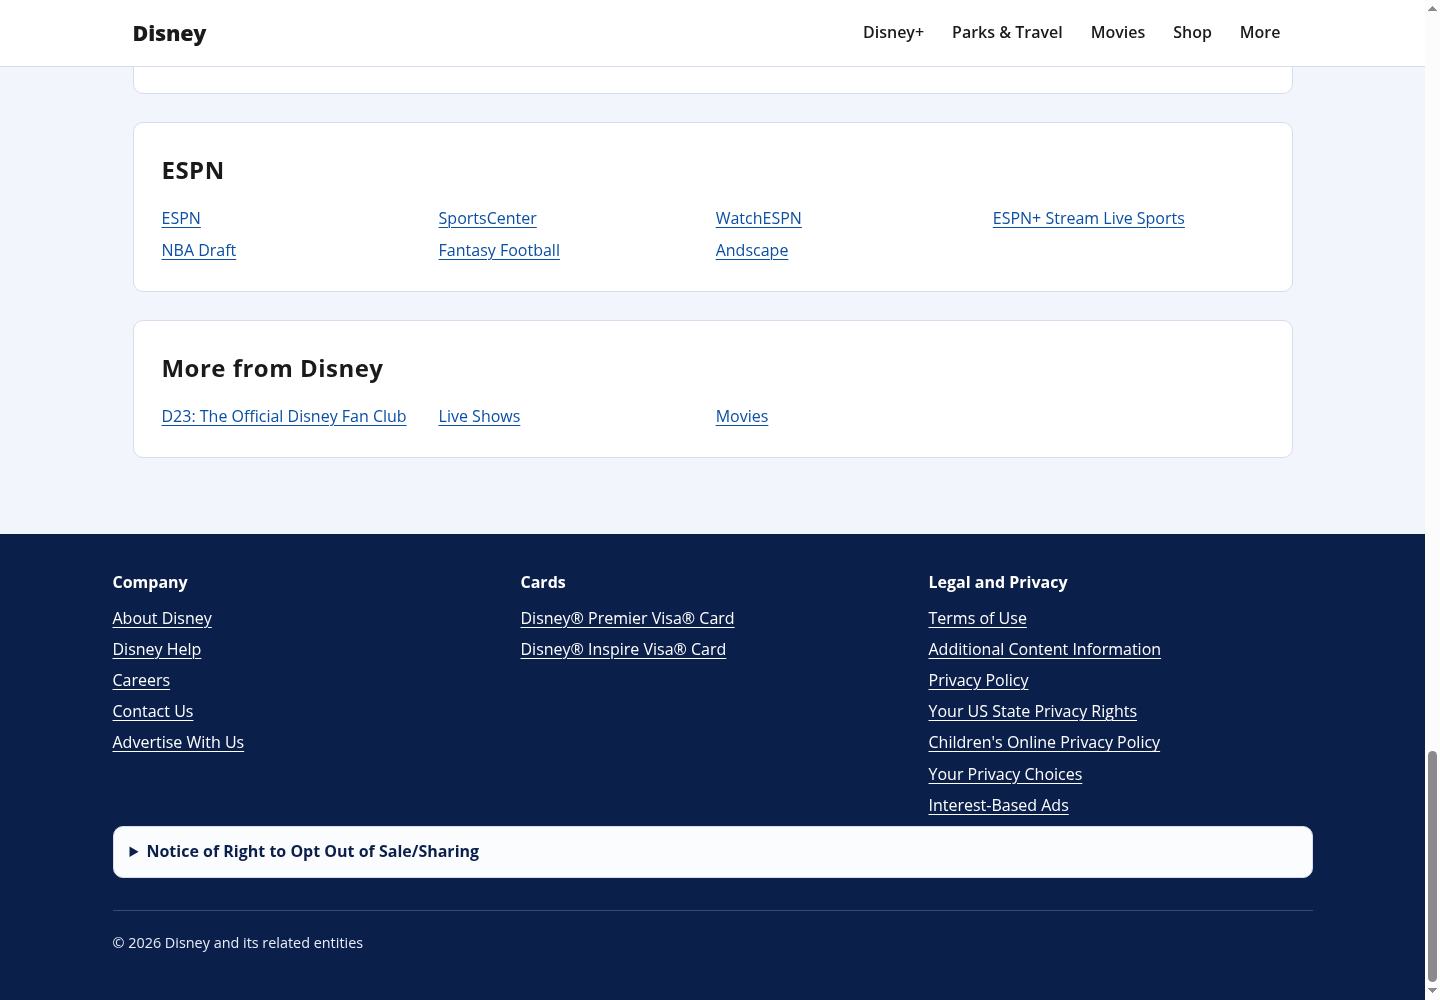 Disney
Disney+ Parks & Travel Movies Shop More
ESPN
ESPN SportsCenter WatchESPN ESPN+ Stream Live Sports
NBA Draft Fantasy Football Andscape
More from Disney
D23: The Official Disney Fan Club Live Shows Movies
Company
About Disney
Disney Help
Careers
Contact Us
Advertise With Us
Cards
Disney® Premier Visa® Card
Disney® Inspire Visa® Card
Legal and Privacy
Terms of Use
Additional Content Information
Privacy Policy
Your US State Privacy Rights
Children's Online Privacy Policy
Your Privacy Choices
Interest-Based Ads
Notice of Right to Opt Out of Sale/Sharing
© 2026 Disney and its related entities